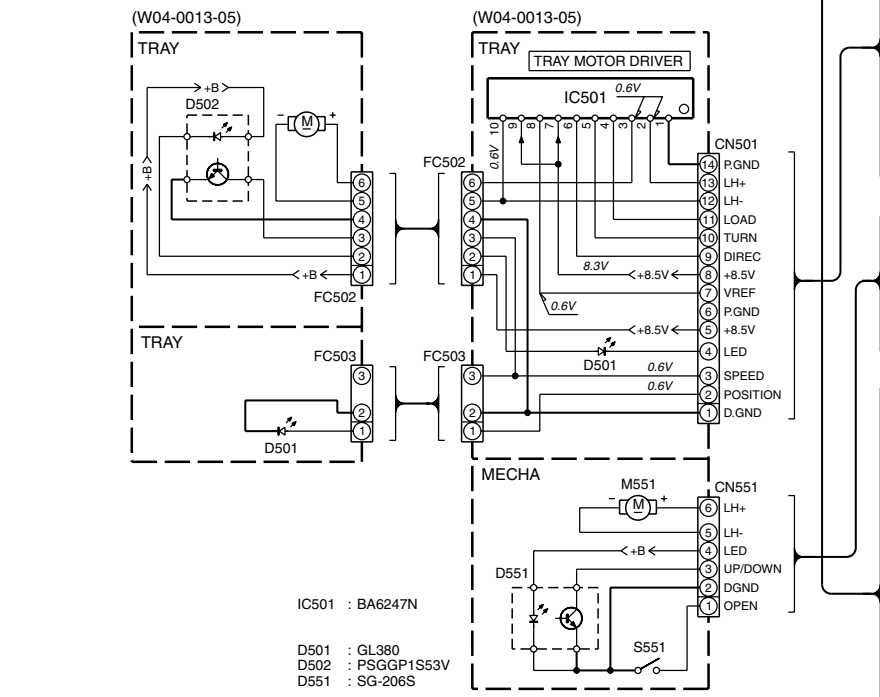 (W04-0013-05)
TRAY
+B
D502
- M +
+B
6
5
4
3
2
1
+B
FC502
TRAY
FC503
3
2
1
D501
(W04-0013-05)
TRAY
TRAY MOTOR DRIVER
IC501
0.6V
10 9 8 7 6 5 4 3 2 1
0.6V
FC502
6
5
4
3
2
1
CN501
14 P.GND
13 LH+
12 LH-
11 LOAD
10 TURN
9 DIREC
8.3V
+8.5V 8 +8.5V
7 VREF
0.6V
6 P.GND
+8.5V 5 +8.5V
4 LED
D501
0.6V
3 SPEED
0.6V
2 POSITION
1 D.GND
FC503
3
2
1
MECHA
M551
- M +
CN551
6 LH+
5 LH-
+B
4 LED
3 UP/DOWN
2 DGND
1 OPEN
D551
S551
IC501 : BA6247N
D501 : GL380
D502 : PSGGP1S53V
D551 : SG-206S